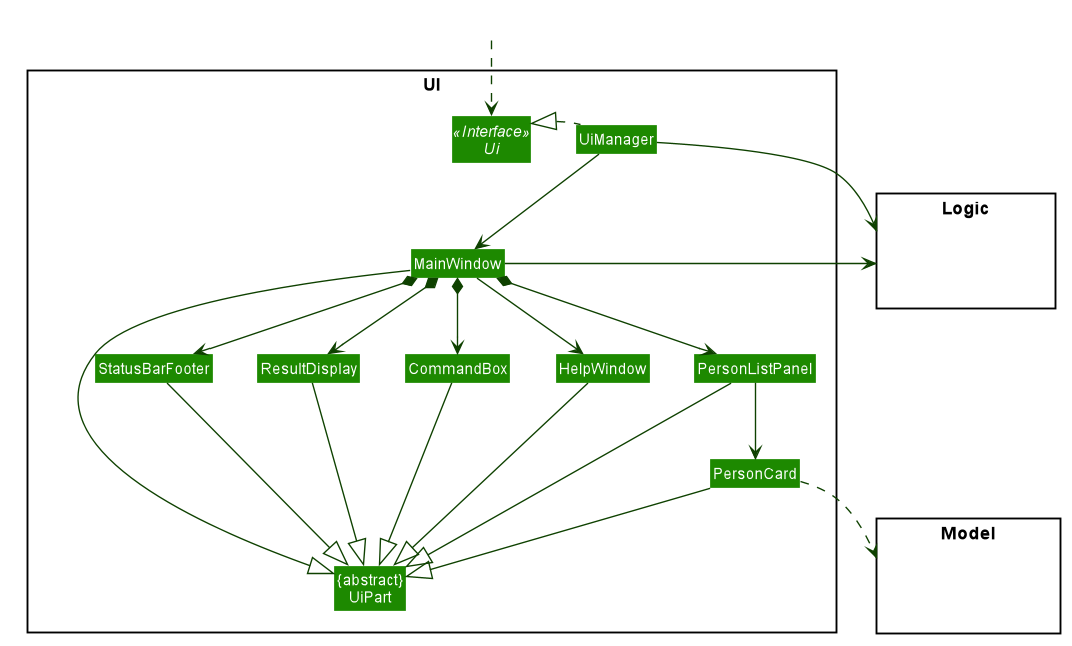 UI
«Interface»
Ui
UiManager
Logic
MainWindow
StatusBarFooter
ResultDisplay
CommandBox
HelpWindow
PersonListPanel
PersonCard
Model
{abstract}
UiPart